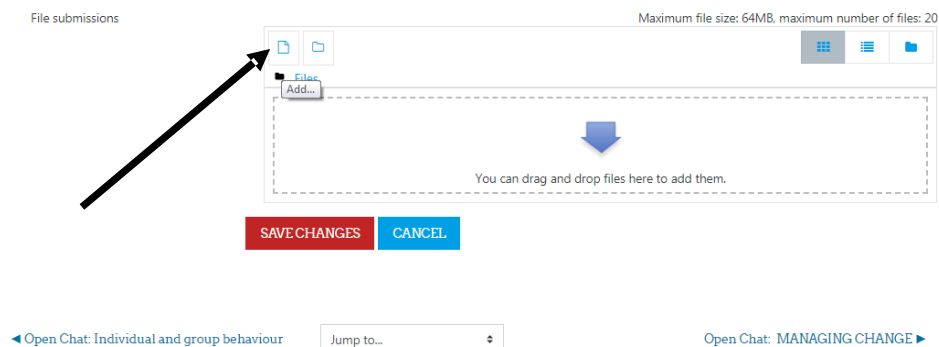 File submissions
Maximum file size: 64MB, maximum number of files: 20
Files
Add...
You can drag and drop files here to add them.
SAVE CHANGES CANCEL
◄ Open Chat: Individual and group behaviour
Jump to...
Open Chat: MANAGING CHANGE ►